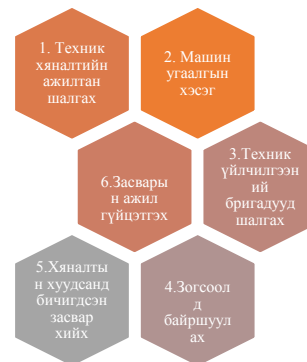 1. Техник
хяналтийн
ажилтан
шалгах
2. Машин
угаалгын
хэсэг
3.Техник
үйлчилгээн
ий
бригадууд
шалгах
6.Засвары
н ажил
гүйцэтгэх
5.Хяналты
н хуудсанд
бичигдсэн
засвар
хийх
4.Зогсоол
д
байршуул
ах